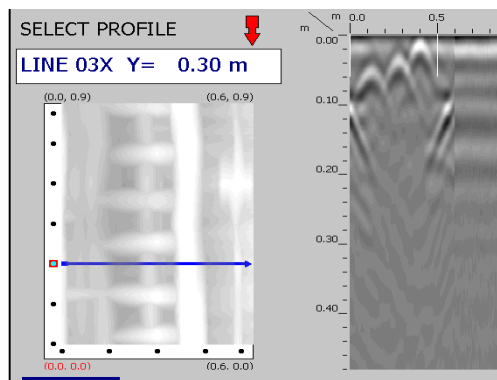 SELECT PROFILE
LINE 03X Y= 0.30 m
(0.0, 0.9) (0.6, 0.9)
(0.0, 0.0) (0.6, 0.0)
m
m 0.0 0.5
0.00
0.10
0.20
0.30
0.40